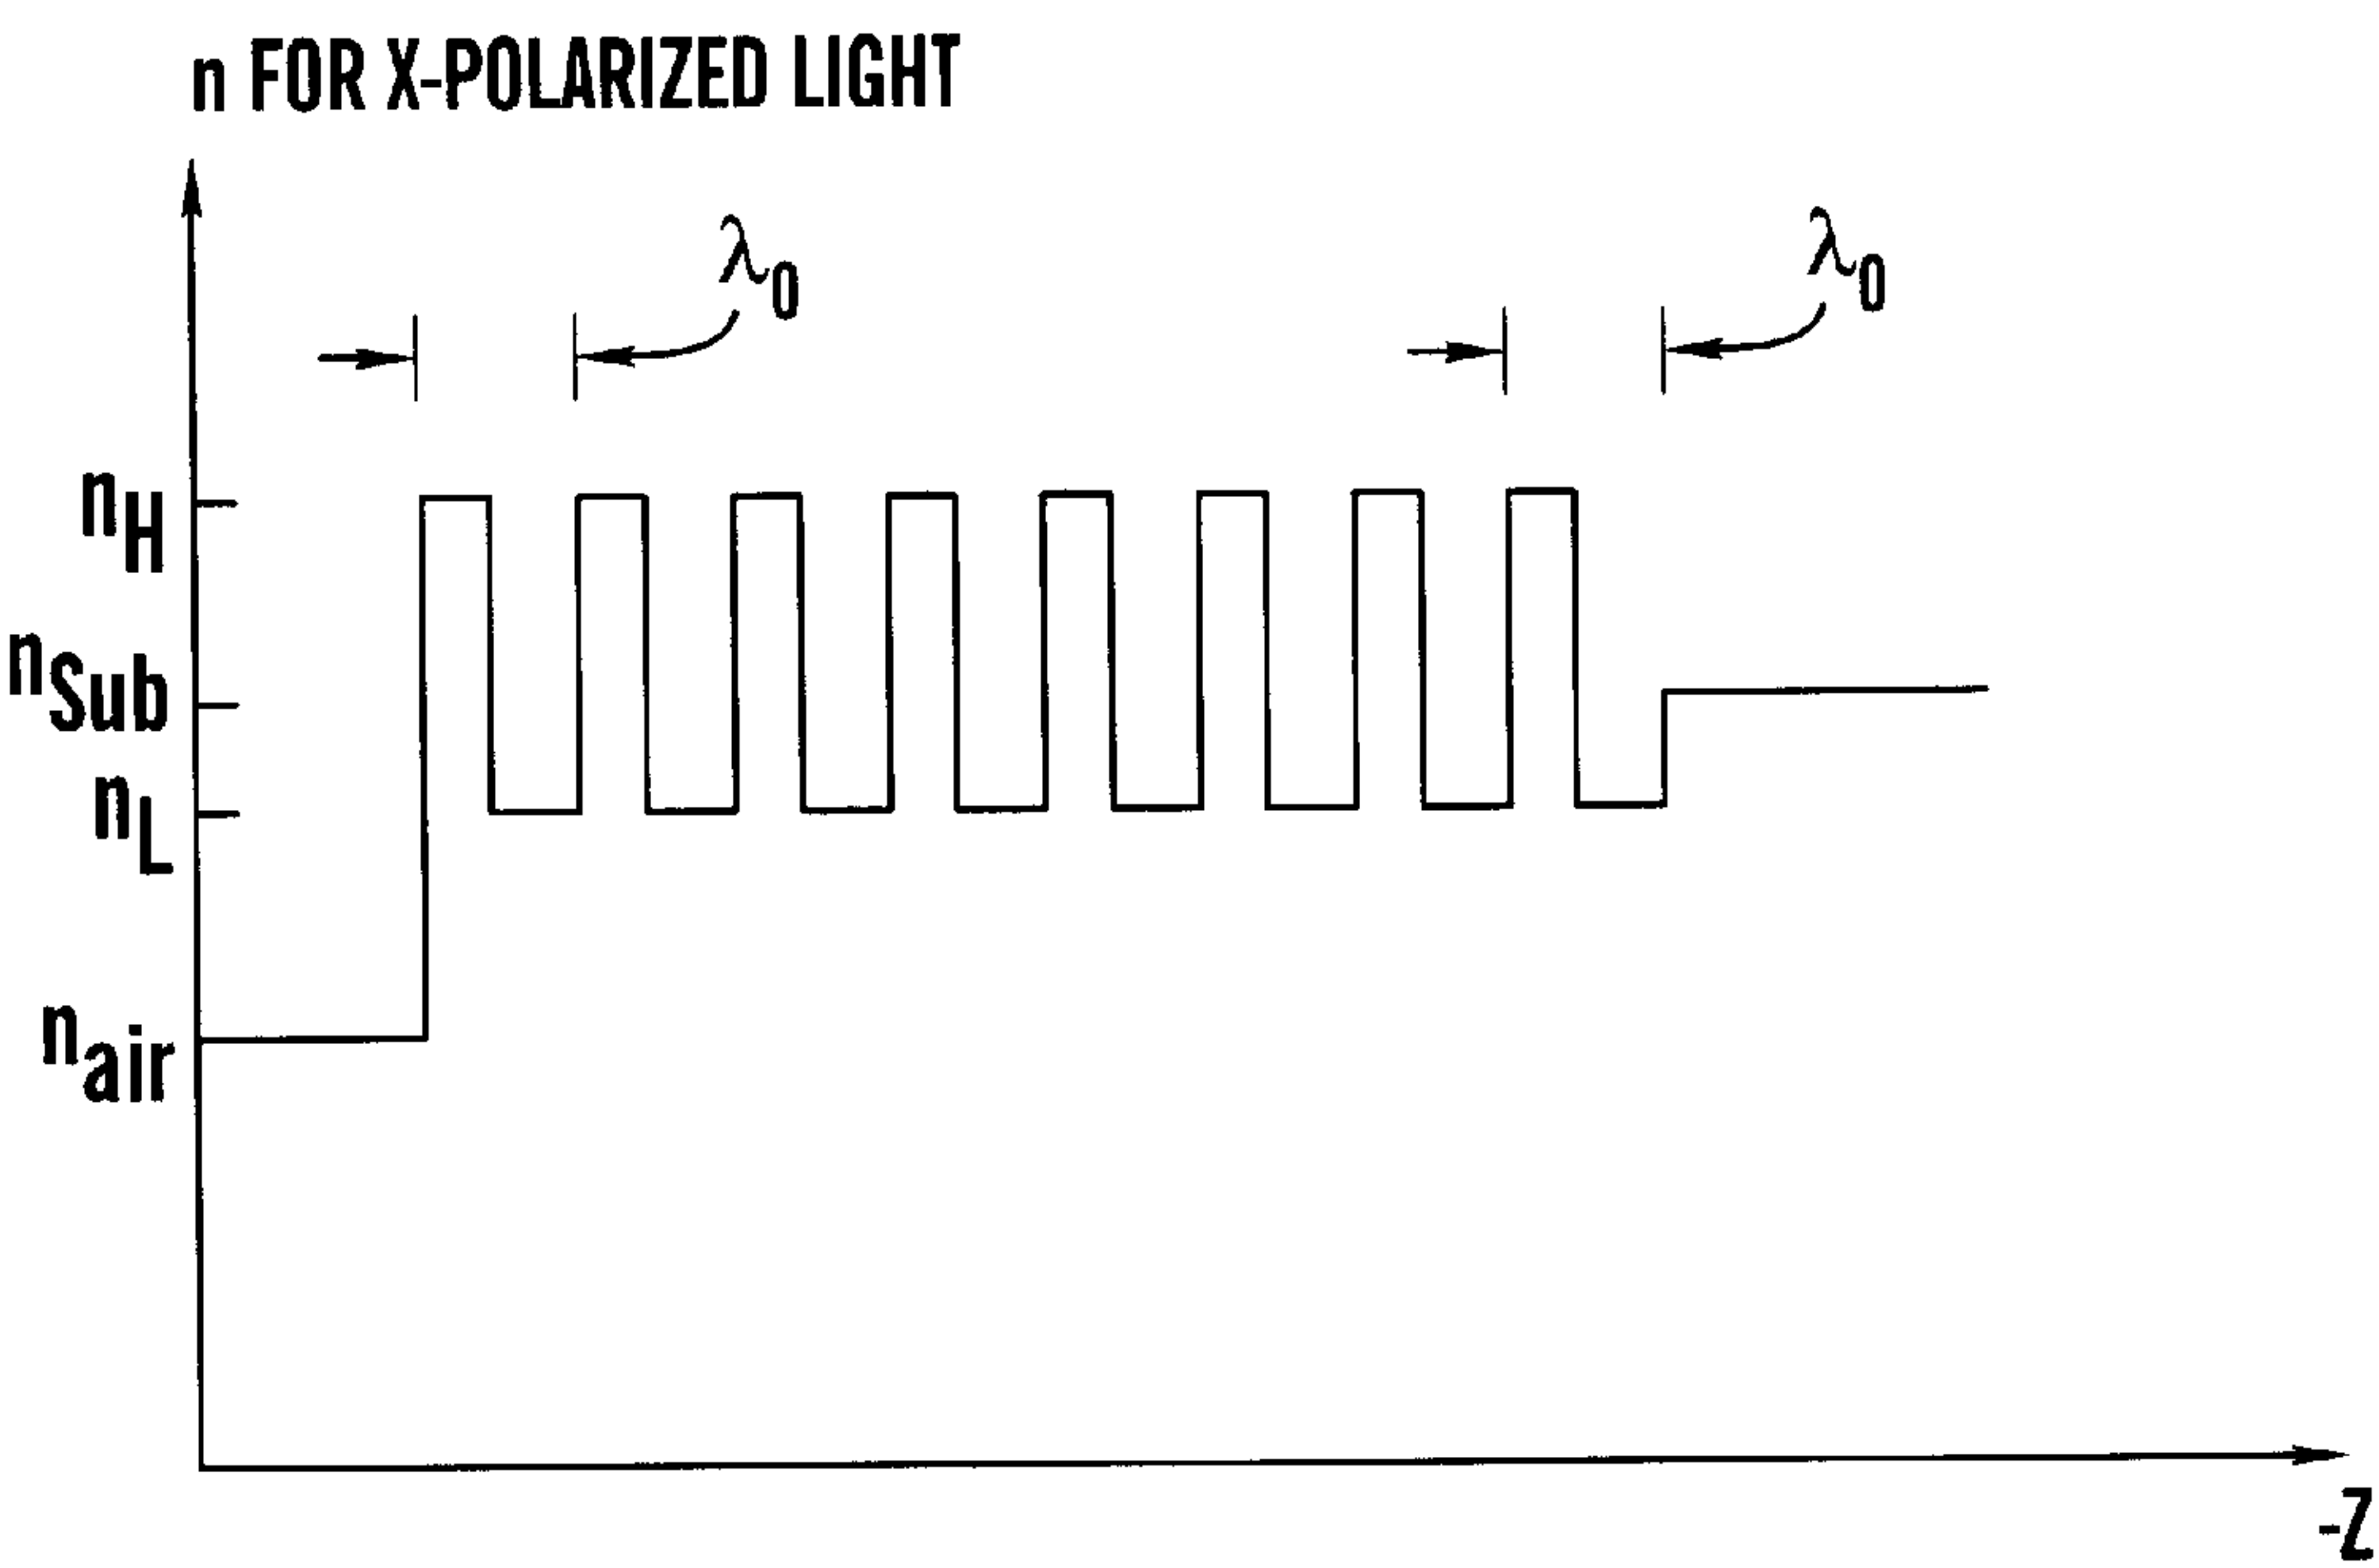 n FOR X-POLARIZED LIGHT
λ0
λ0
nH
nSub
nL
nair
-Z